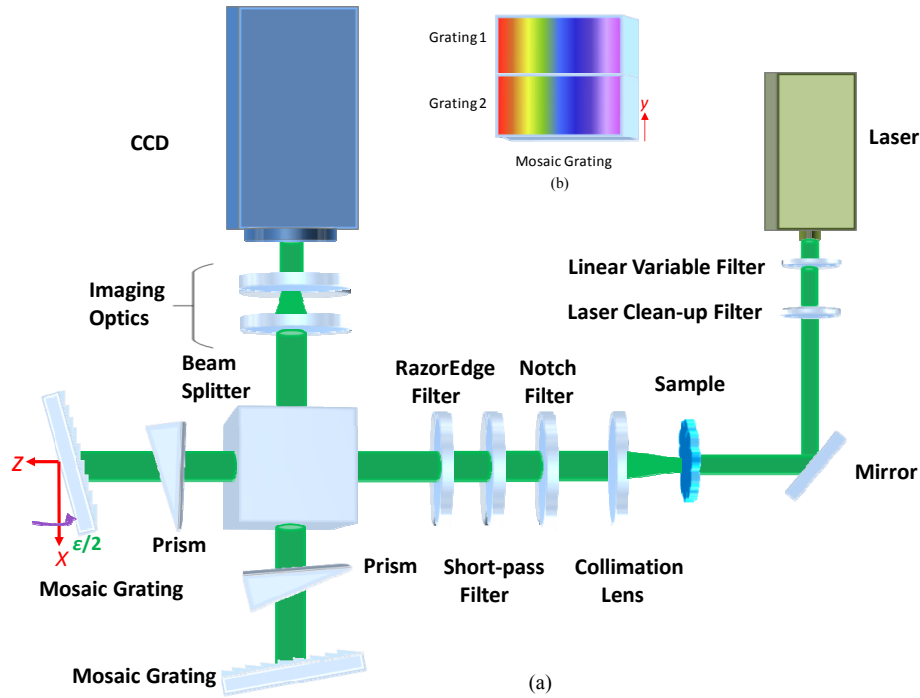 Grating 1
Grating 2
y
Mosaic Grating
(b)
CCD
Laser
Linear Variable Filter
Laser Clean-up Filter
Imaging
Optics
Beam
Splitter
RazorEdge
Filter
Notch
Filter
Sample
Mirror
Z
X
ε/2
Mosaic Grating
Prism
Prism
Short-pass
Filter
Collimation
Lens
Mosaic Grating
(a)